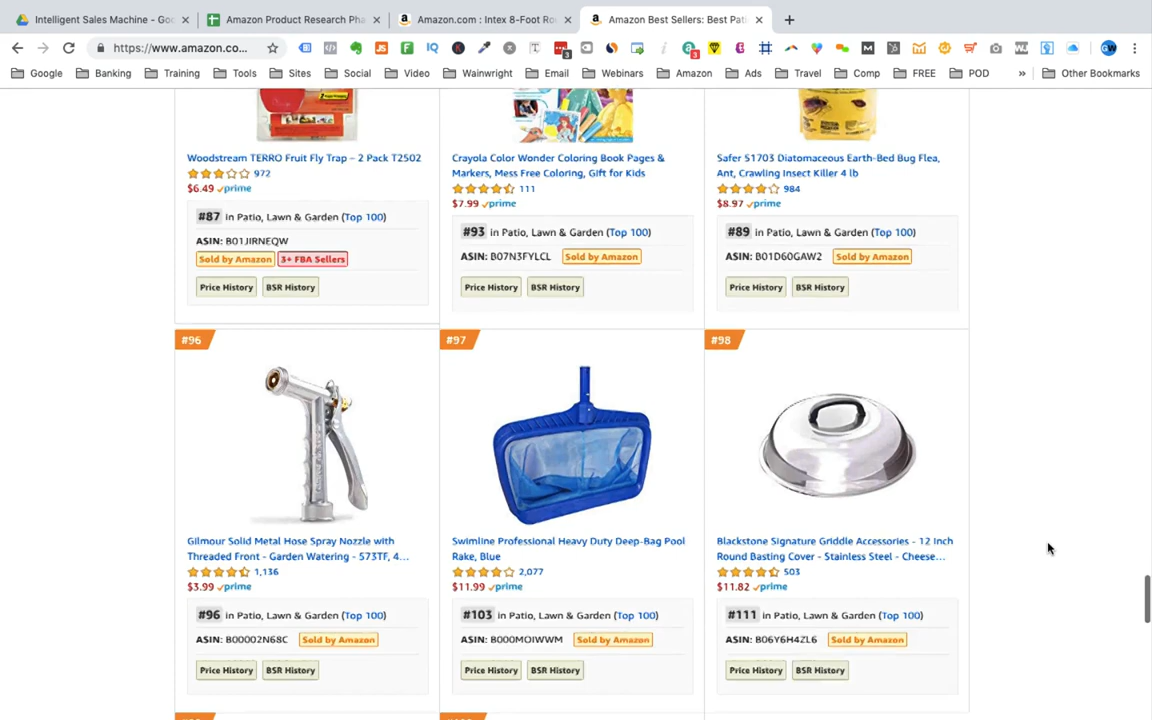 Intelligent Sales Machine - Goo
Amazon Product Research Pha
Amazon.com : Intex 8-Foot Ro
Amazon Best Sellers: Best Pati
https://www.amazon.co...
Google Banking Training Tools Sites Social Video Wainwright Email Webinars Amazon Ads Travel Comp FREE POD » Other Bookmarks
Woodstream TERRO Fruit Fly Trap – 2 Pack T2502
972
$6.49 prime
#87 in Patio, Lawn & Garden (Top 100)
ASIN: B01JIRNEQW
Sold by Amazon 3+ FBA Sellers
Price History BSR History
Crayola Color Wonder Coloring Book Pages &
Markers, Mess Free Coloring, Gift for Kids
111
$7.99 prime
#93 in Patio, Lawn & Garden (Top 100)
ASIN: B07N3FYLCL Sold by Amazon
Price History BSR History
Safer 51703 Diatomaceous Earth-Bed Bug Flea,
Ant, Crawling Insect Killer 4 lb
984
$8.97 prime
#89 in Patio, Lawn & Garden (Top 100)
ASIN: B01D60GAW2 Sold by Amazon
Price History BSR History
#96
Gilmour Solid Metal Hose Spray Nozzle with
Threaded Front - Garden Watering - 573TF, 4...
1,136
$3.99 prime
#96 in Patio, Lawn & Garden (Top 100)
ASIN: B00002N68C Sold by Amazon
Price History BSR History
#97
Swimline Professional Heavy Duty Deep-Bag Pool
Rake, Blue
2,077
$11.99 prime
#103 in Patio, Lawn & Garden (Top 100)
ASIN: B000MOIWWM Sold by Amazon
Price History BSR History
#98
Blackstone Signature Griddle Accessories - 12 Inch
Round Basting Cover - Stainless Steel - Cheese...
503
$11.82 prime
#111 in Patio, Lawn & Garden (Top 100)
ASIN: B06Y6H4ZL6 Sold by Amazon
Price History BSR History